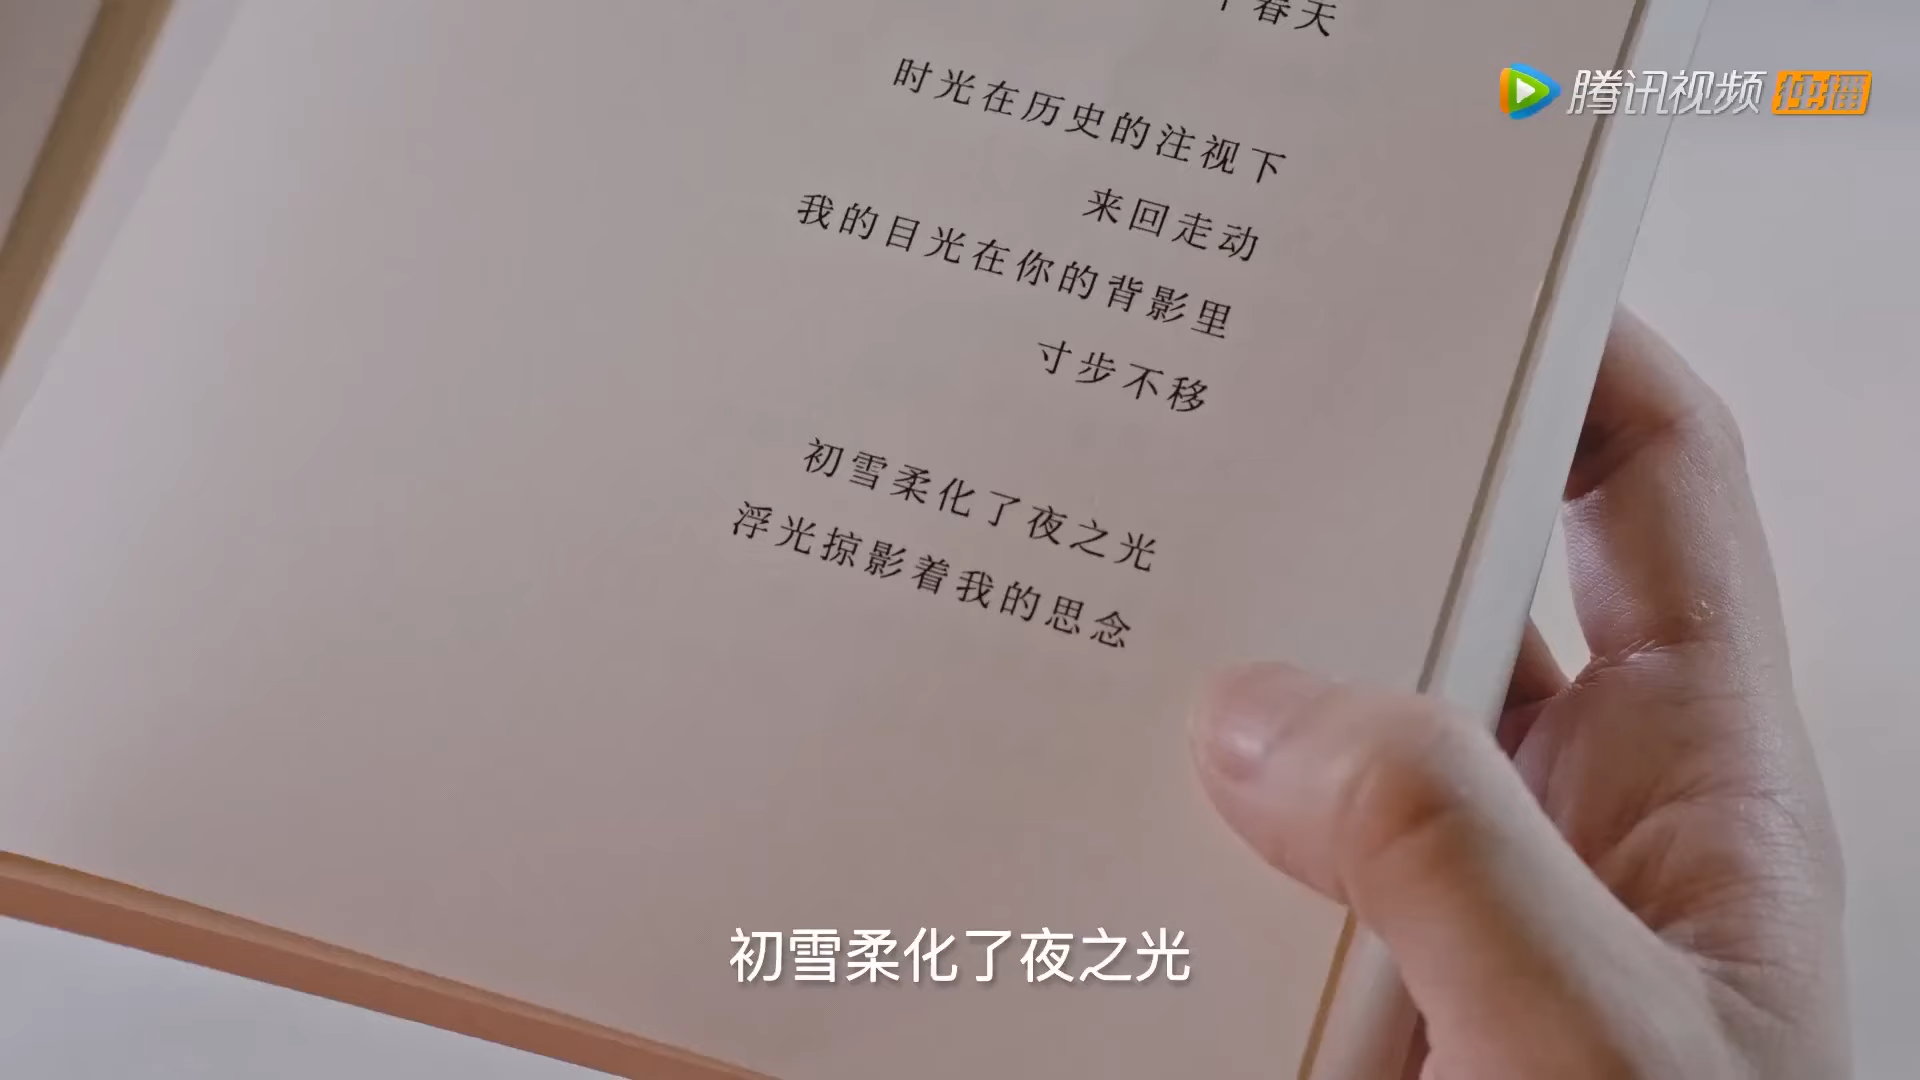 春天
时光在历史的注视下
来回走动
我的目光在你的背影里
寸步不移
初雪柔化了夜之光
浮光掠影着我的思念
初雪柔化了夜之光
腾讯视频 独播